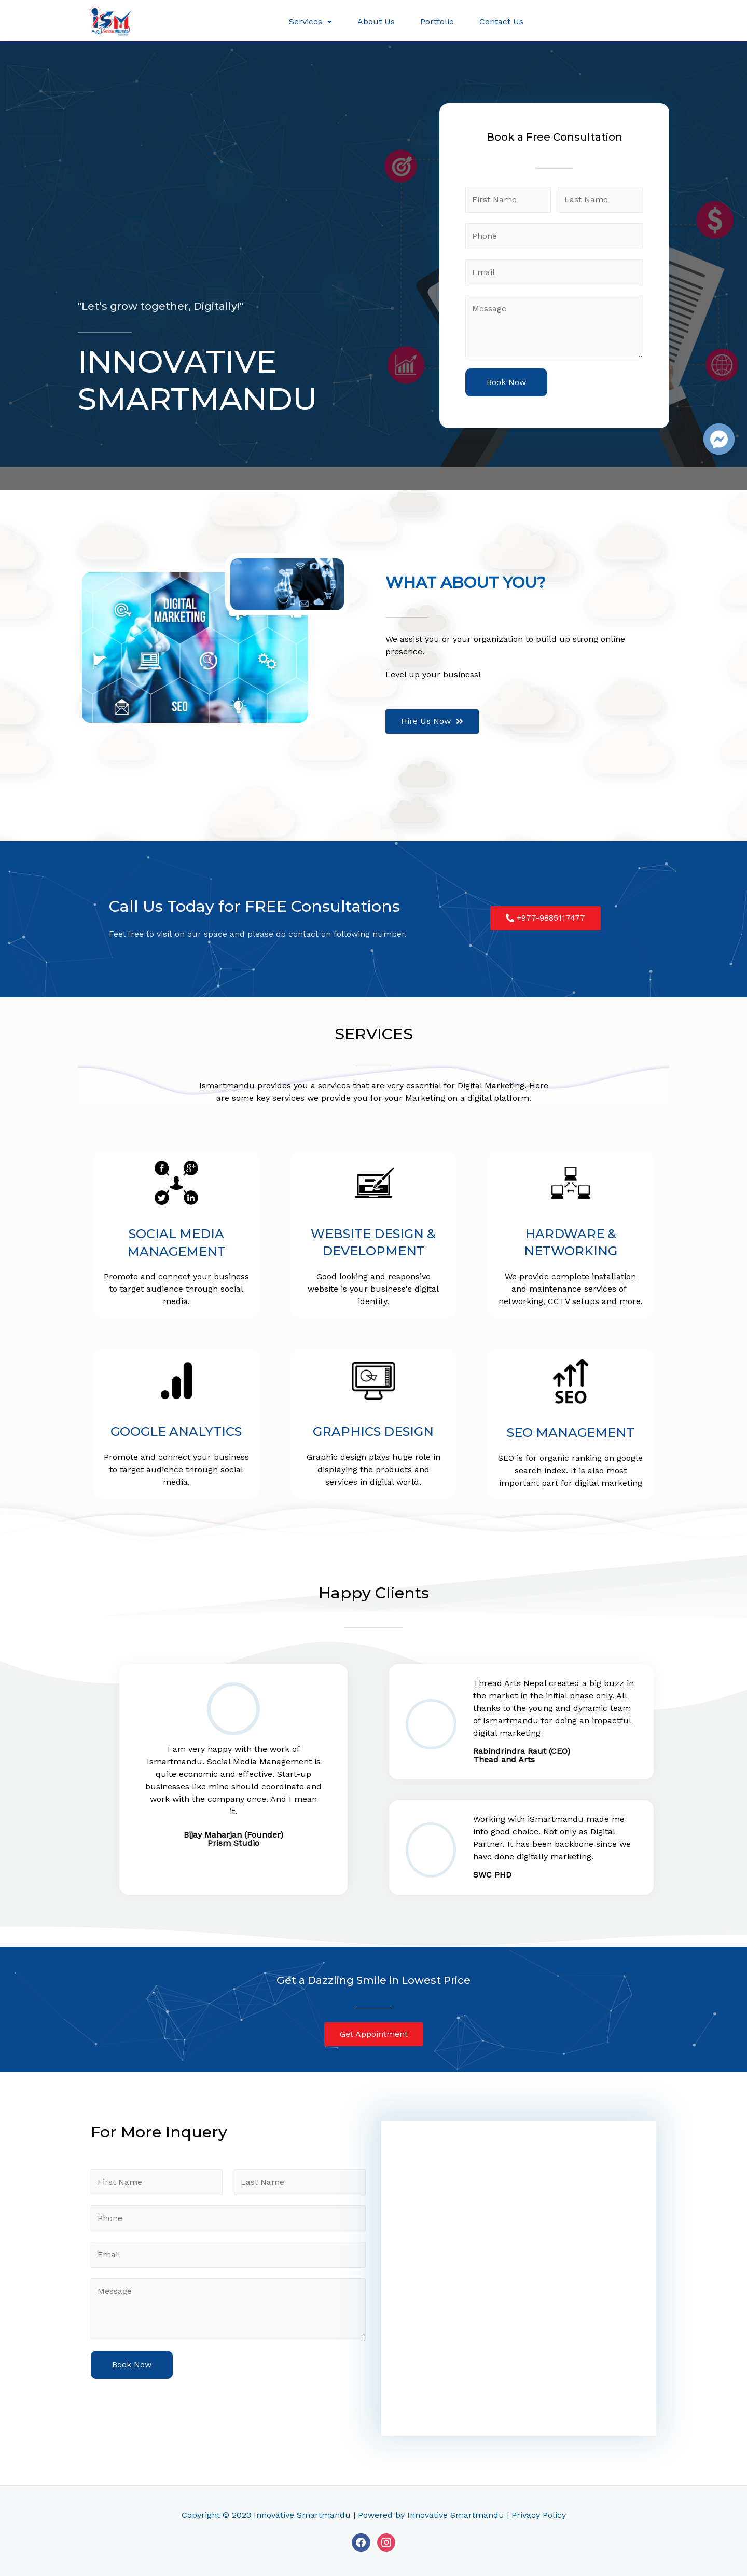 iSM
Smart Mandu
Services
About Us
Portfolio
Contact Us
"Let's grow together, Digitally!"
INNOVATIVE
SMARTMANDU
Book a Free Consultation
First Name
Last Name
Phone
Email
Message
Book Now
DIGITAL
MARKETING
SEO
WHAT ABOUT YOU?
We assist you or your organization to build up strong online
presence.
Level up your business!
Hire Us Now
Call Us Today for FREE Consultations
Feel free to visit on our space and please do contact on following number.
+977-9885117477
SERVICES
Ismartmandu provides you a services that are very essential for Digital Marketing. Here
are some key services we provide you for your Marketing on a digital platform.
SOCIAL MEDIA
MANAGEMENT
Promote and connect your business
to target audience through social
media.
WEBSITE DESIGN &
DEVELOPMENT
Good looking and responsive
website is your business's digital
identity.
HARDWARE &
NETWORKING
We provide complete installation
and maintenance services of
networking, CCTV setups and more.
GOOGLE ANALYTICS
Promote and connect your business
to target audience through social
media.
GRAPHICS DESIGN
Graphic design plays huge role in
displaying the products and
services in digital world.
SEO
SEO MANAGEMENT
SEO is for organic ranking on google
search index. It is also most
important part for digital marketing
Happy Clients
I am very happy with the work of
Ismartmandu. Social Media Management is
quite economic and effective. Start-up
businesses like mine should coordinate and
work with the company once. And I mean
it.
Bijay Maharjan (Founder)
Prism Studio
Thread Arts Nepal created a big buzz in
the market in the initial phase only. All
thanks to the young and dynamic team
of Ismartmandu for doing an impactful
digital marketing
Rabindrindra Raut (CEO)
Thead and Arts
Working with iSmartmandu made me
into good choice. Not only as Digital
Partner. It has been backbone since we
have done digitally marketing.
SWC PHD
Get a Dazzling Smile in Lowest Price
Get Appointment
For More Inquery
First Name
Last Name
Phone
Email
Message
Book Now
Copyright © 2023 Innovative Smartmandu | Powered by Innovative Smartmandu | Privacy Policy